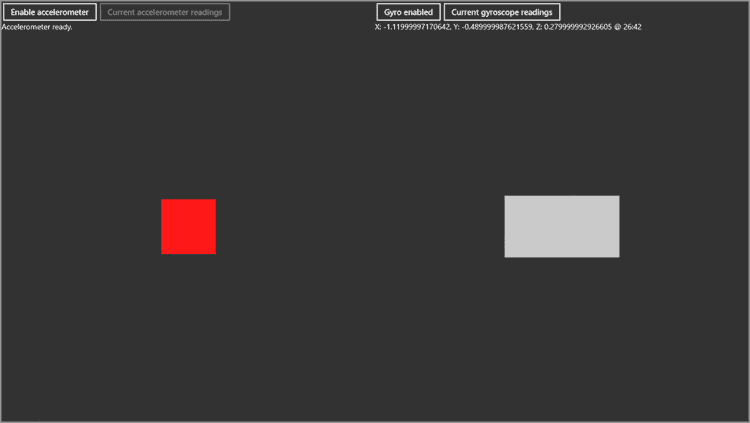 Enable accelerometer Current accelerometer readings
Accelerometer ready.
Gyro enabled Current gyroscope readings
X: -1.11999997170642, Y: -0.489999987621559, Z: 0.279999992926605 @ 26:42